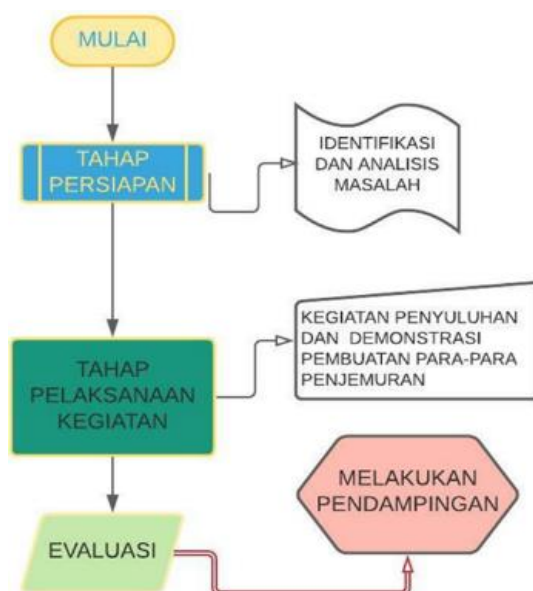 MULAI
TAHAP
PERSIAPAN
IDENTIFIKASI
DAN ANALISIS
MASALAH
TAHAP
PELAKSANAAN
KEGIATAN
KEGIATAN PENYULUHAN
DAN DEMONSTRASI
PEMBUATAN PARA-PARA
PENJEMURAN
EVALUASI
MELAKUKAN
PENDAMPINGAN